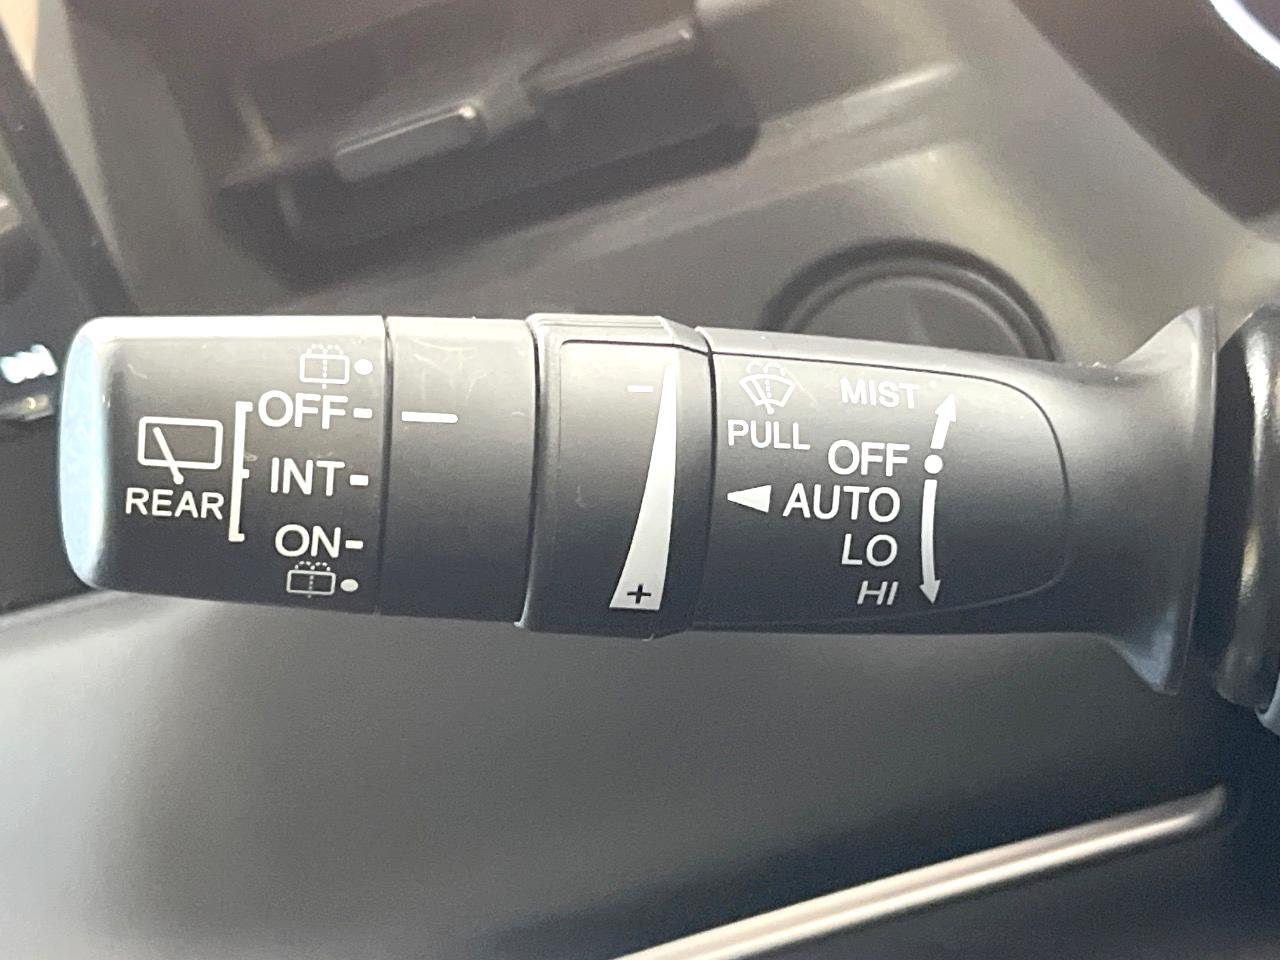 REAR
OFF
INT
ON
-
+
PULL
MIST
OFF
AUTO
LO
HI